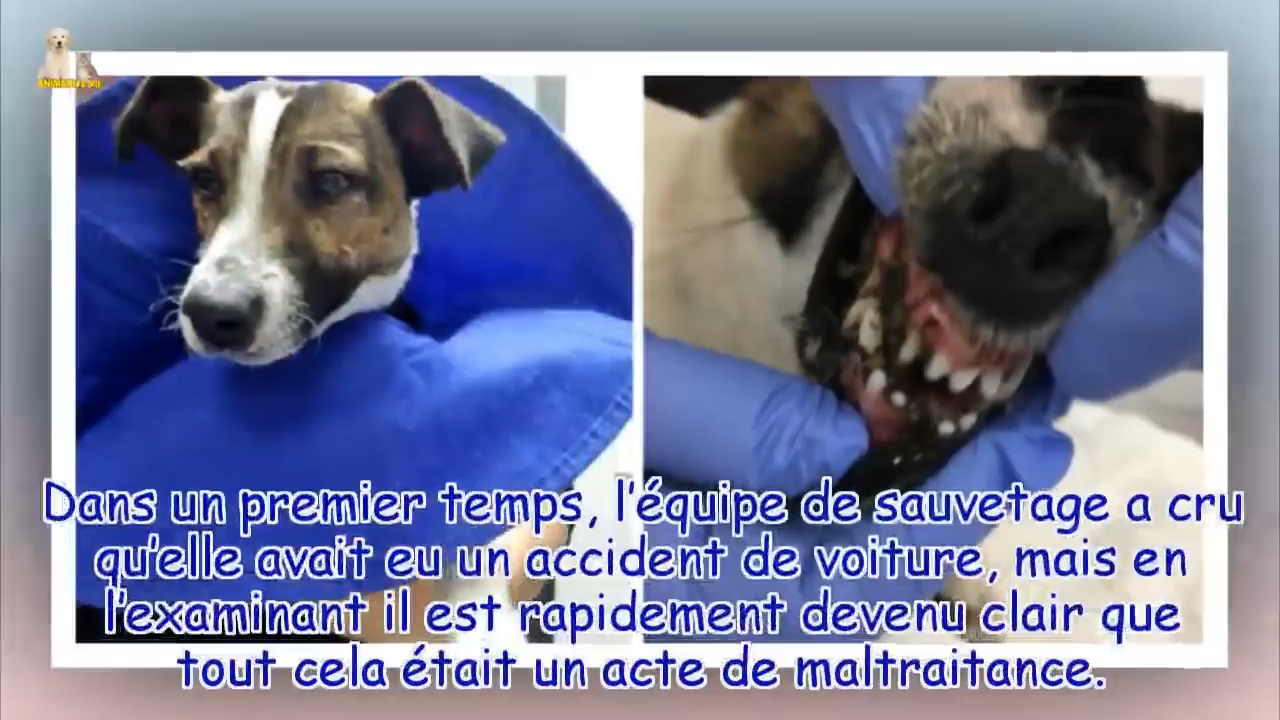 Dans un premier temps, l'équipe de sauvetage a cru
qu'elle avait eu un accident de voiture, mais en
l'examinant il est rapidement devenu clair que
tout cela était un acte de maltraitance.